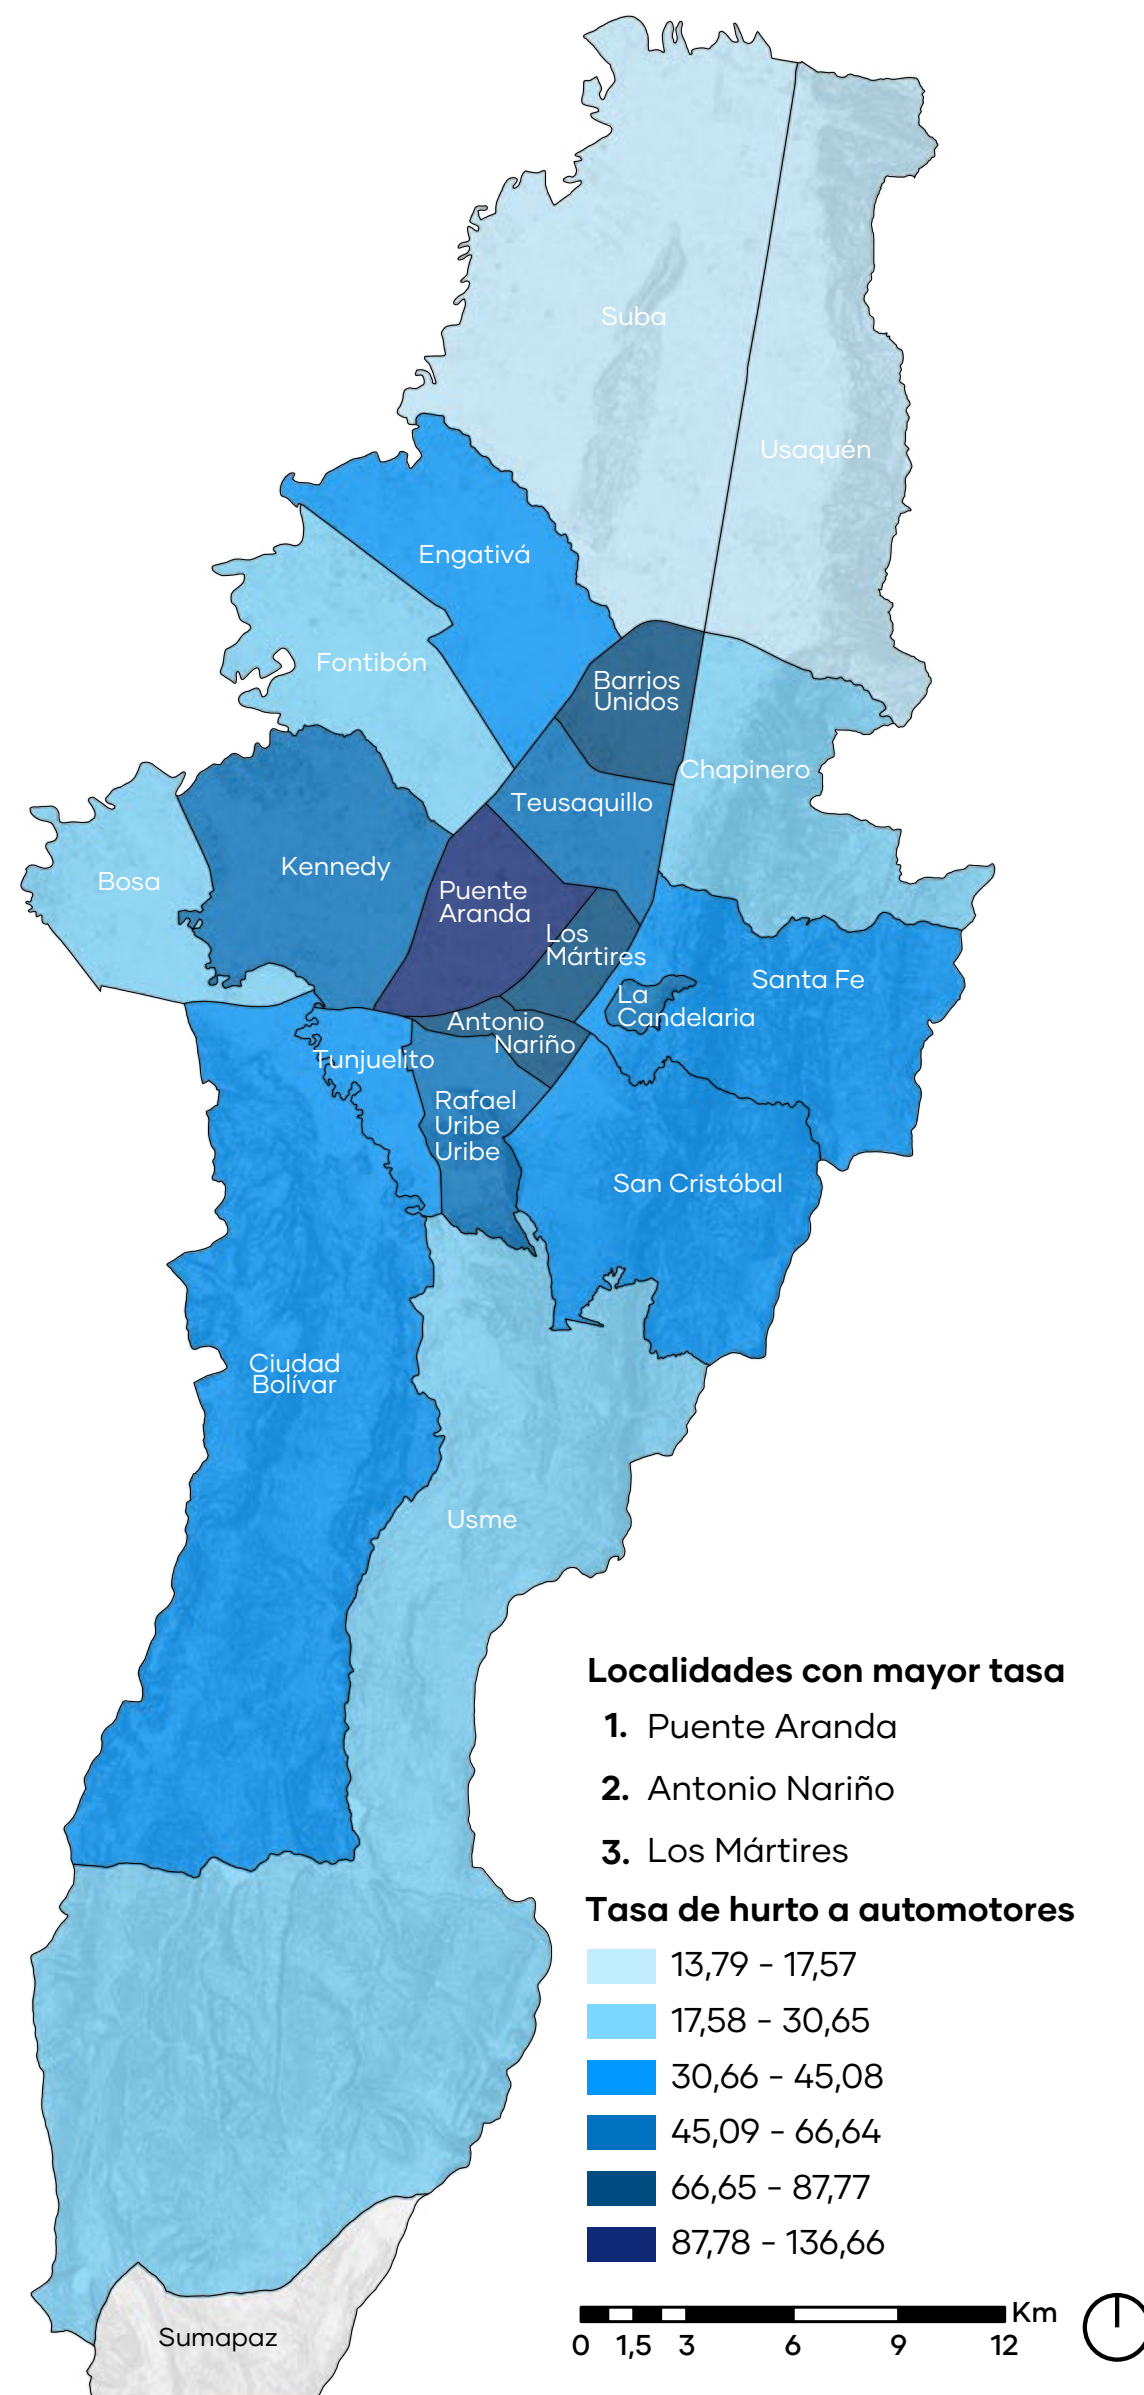 Suba
Usaquén
Engativá
Fontibón
Barrios
Unidos
Chapinero
Teusaquillo
Kennedy
Bosa
Puente
Aranda
Los
Mártires
Santa Fe
La
Candelaria
Antonio
Nariño
Tunjuelito
Rafael
Uribe
Uribe
San Cristóbal
Ciudad
Bolívar
Usme
Sumapaz
Localidades con mayor tasa
1. Puente Aranda
2. Antonio Nariño
3. Los Mártires
Tasa de hurto a automotores
13,79 - 17,57
17,58 - 30,65
30,66 - 45,08
45,09 - 66,64
66,65 - 87,77
87,78 - 136,66
Km
0 1,5 3 6 9 12